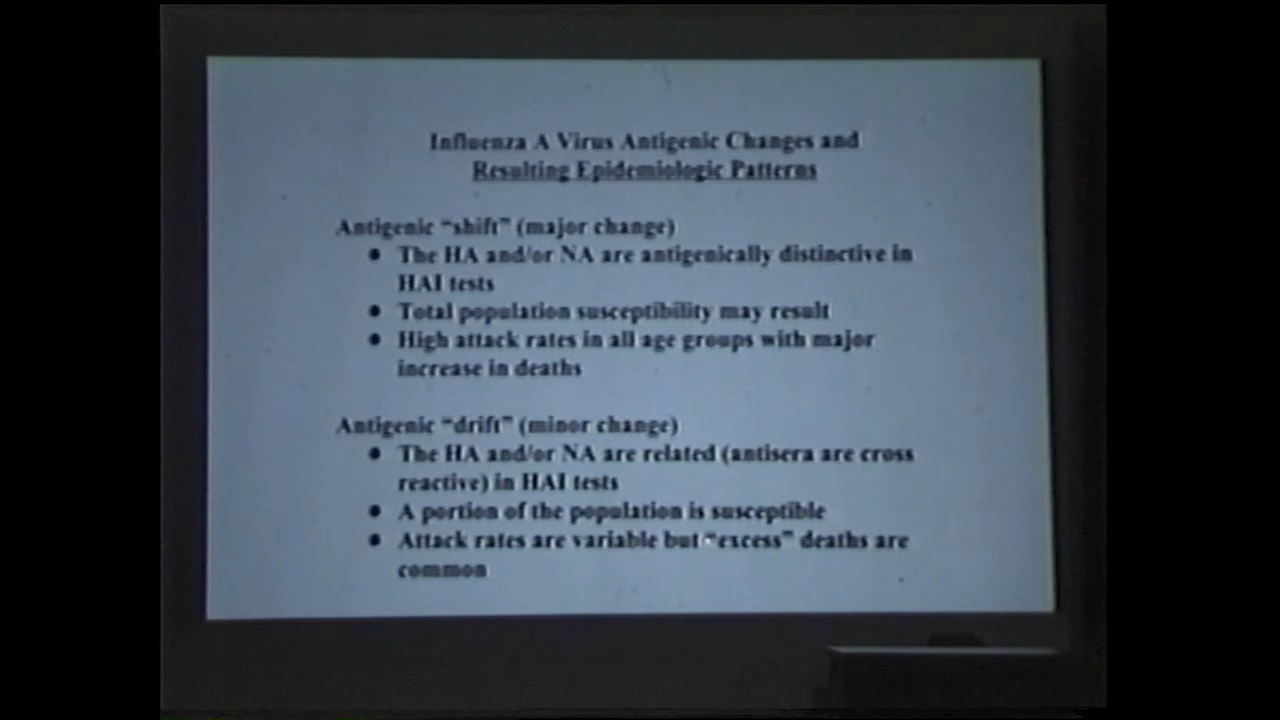 Influenza A Virus Antigenic Changes and
Resulting Epidemiologic Patterns
Antigenic “shift” (major change)
● The HA and/or NA are antigenically distinctive in
HAI tests
● Total population susceptibility may result
● High attack rates in all age groups with major
increase in deaths
Antigenic “drift” (minor change)
● The HA and/or NA are related (antisera are cross
reactive) in HAI tests
● A portion of the population is susceptible
● Attack rates are variable but “excess” deaths are
common